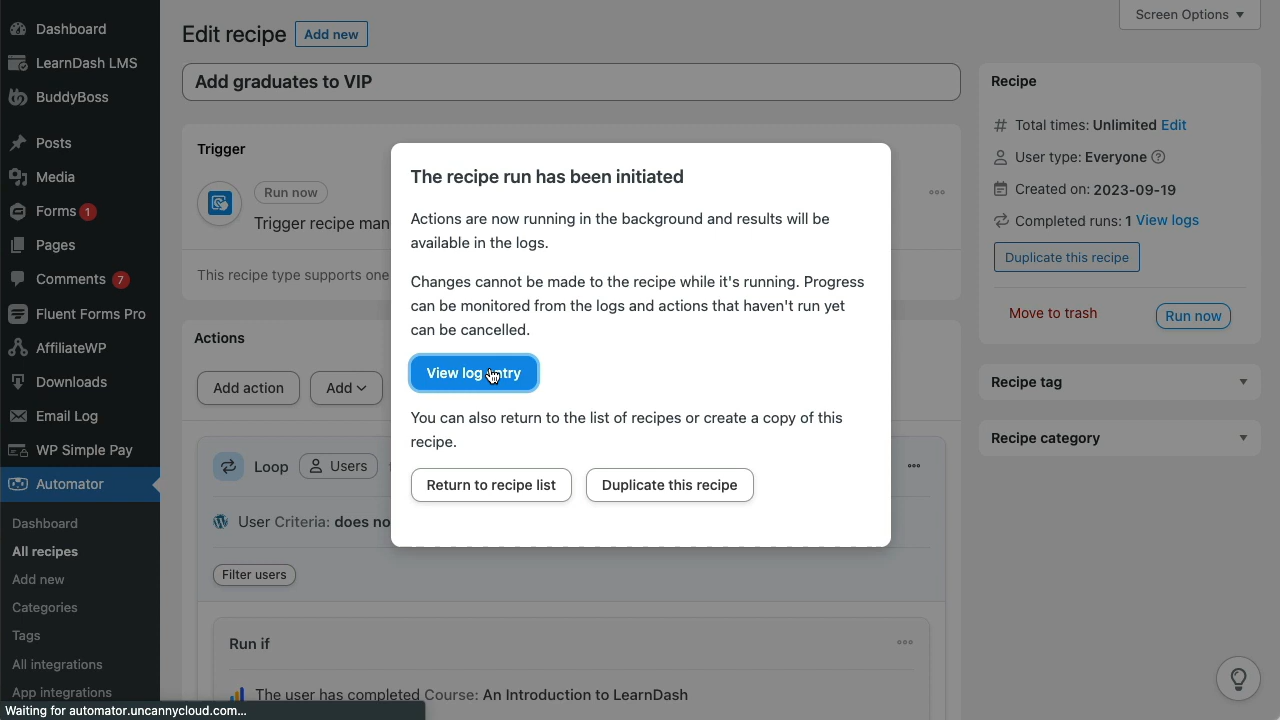 Dashboard
LearnDash LMS
BuddyBoss
Posts
Media
Forms 1
Pages
Comments 7
Fluent Forms Pro
AffiliateWP
Downloads
Email Log
WP Simple Pay
Automator
Dashboard
All recipes
Add new
Categories
Tags
All integrations
App integrations
Waiting for automator.uncannycloud.com...
Screen Options
Edit recipe Add new
Add graduates to VIP
Trigger
Run now
Trigger recipe man
This recipe type supports one
Actions
Add action Add
Loop Users
User Criteria: does no
Filter users
Run if
The user has completed Course: An Introduction to LearnDash
The recipe run has been initiated
Actions are now running in the background and results will be
available in the logs.
Changes cannot be made to the recipe while it's running. Progress
can be monitored from the logs and actions that haven't run yet
can be cancelled.
View log entry
You can also return to the list of recipes or create a copy of this
recipe.
Return to recipe list Duplicate this recipe
Recipe
# Total times: Unlimited Edit
User type: Everyone
Created on: 2023-09-19
Completed runs: 1 View logs
Duplicate this recipe
Move to trash Run now
Recipe tag
Recipe category